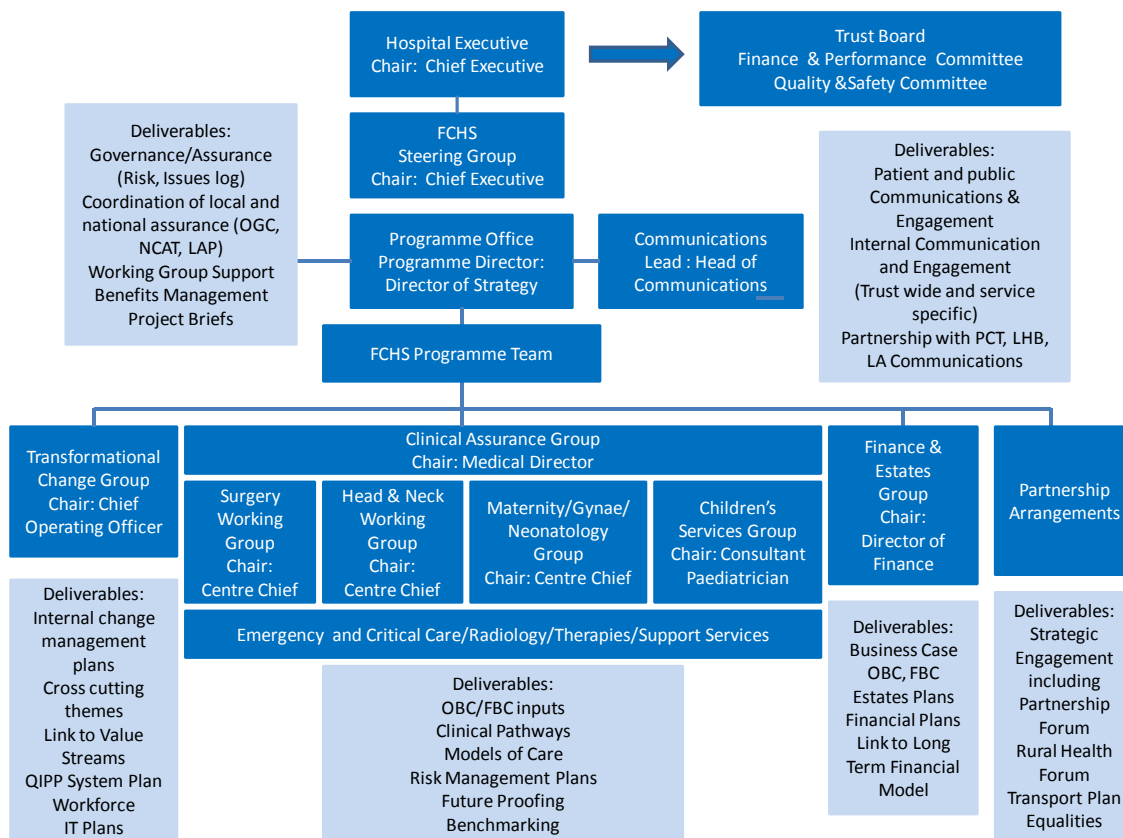 Hospital Executive
Chair: Chief Executive
Trust Board
Finance & Performance Committee
Quality &Safety Committee
Deliverables:
Governance/Assurance
(Risk, Issues log)
Coordination of local and
national assurance (OGC,
NCAT, LAP)
Working Group Support
Benefits Management
Project Briefs
FCHS
Steering Group
Chair: Chief Executive
Deliverables:
Patient and public
Communications &
Engagement
Internal Communication
and Engagement
(Trust wide and service
specific)
Partnership with PCT, LHB,
LA Communications
Programme Office
Programme Director:
Director of Strategy
Communications
Lead : Head of
Communications
FCHS Programme Team
Transformational
Change Group
Chair: Chief
Operating Officer
Clinical Assurance Group
Chair: Medical Director
Surgery
Working
Group
Chair:
Centre Chief
Head & Neck
Working
Group
Chair:
Centre Chief
Maternity/Gynae/
Neonatology
Group
Chair: Centre Chief
Children's
Services Group
Chair: Consultant
Paediatrician
Finance &
Estates
Group
Chair:
Director of
Finance
Partnership
Arrangements
Emergency and Critical Care/Radiology/Therapies/Support Services
Deliverables:
Internal change
management
plans
Cross cutting
themes
Link to Value
Streams
QIPP System Plan
Workforce
IT Plans
Deliverables:
OBC/FBC inputs
Clinical Pathways
Models of Care
Risk Management Plans
Future Proofing
Benchmarking
Deliverables:
Business Case
OBC, FBC
Estates Plans
Financial Plans
Link to Long
Term Financial
Model
Deliverables:
Strategic
Engagement
including
Partnership
Forum
Rural Health
Forum
Transport Plan
Equalities